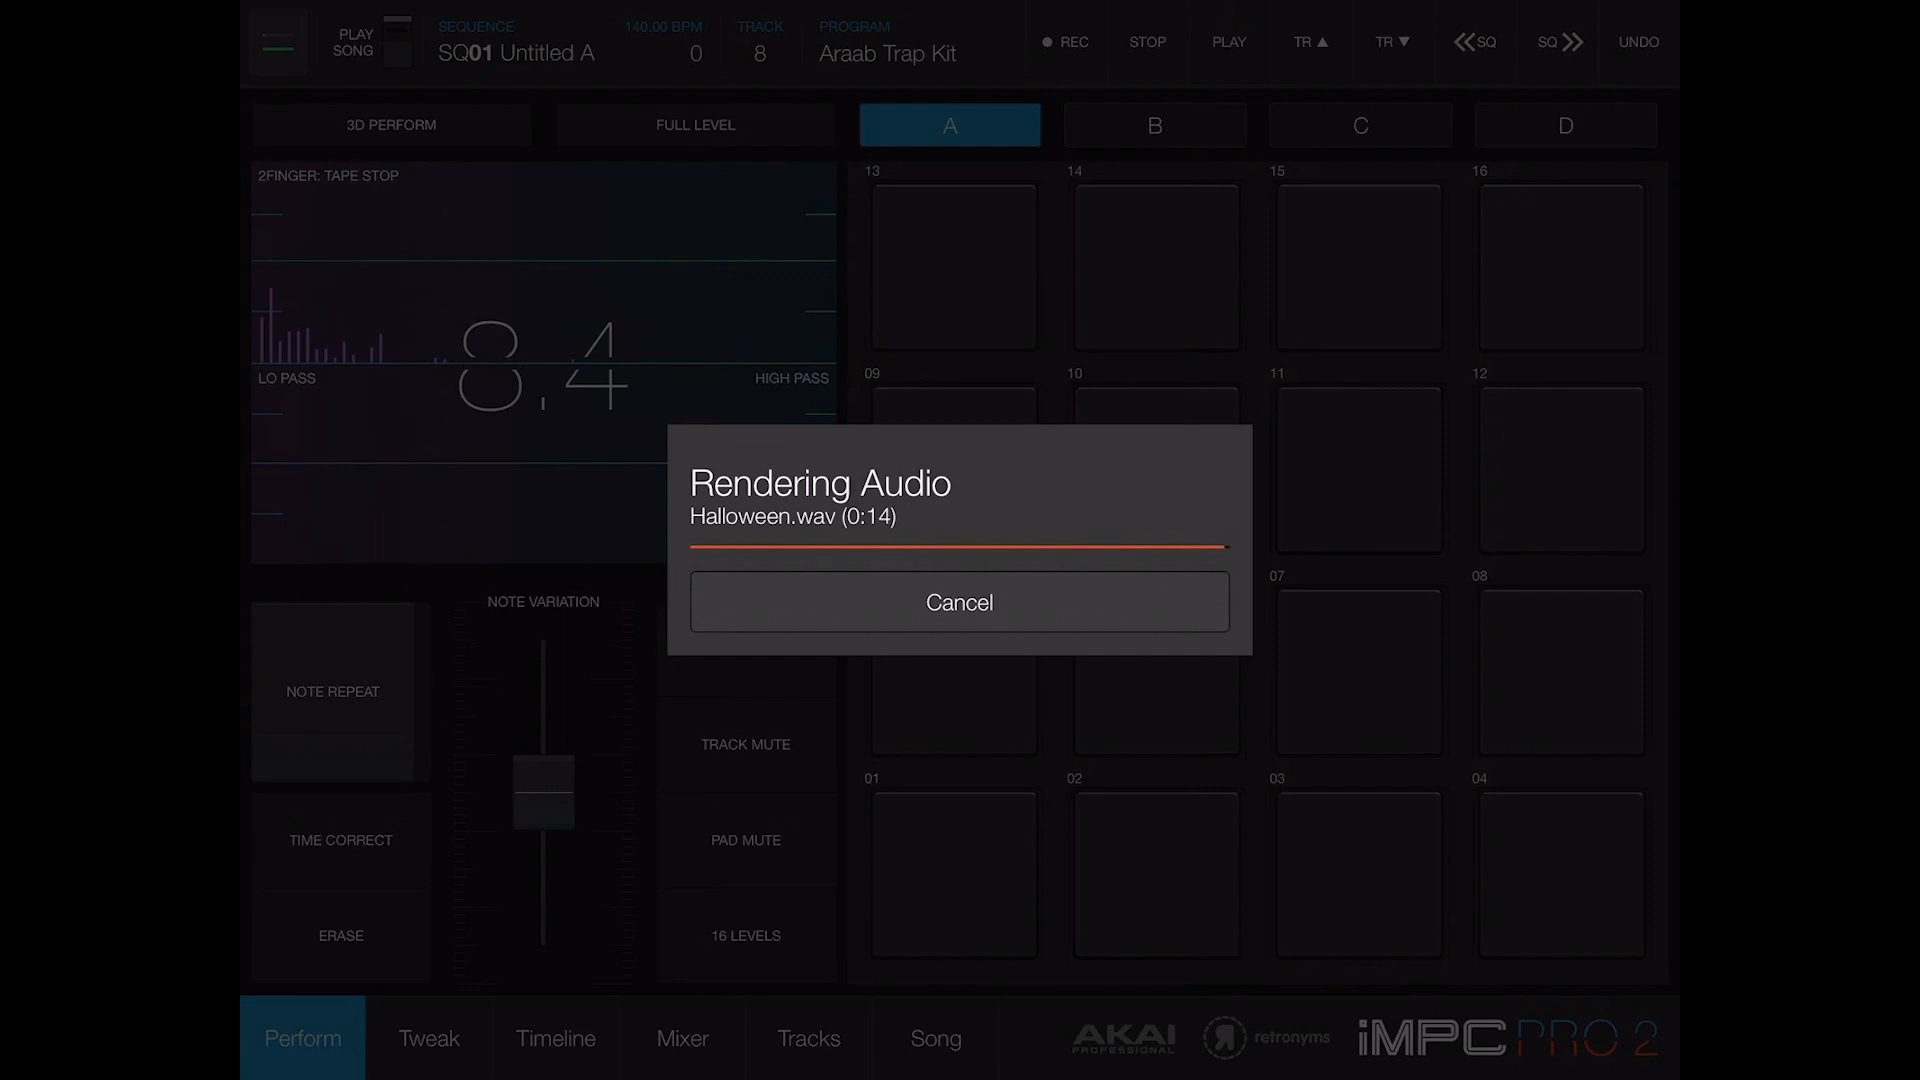 PLAY
SONG
SEQUENCE
SQ01 Untitled A
140.00 BPM
0
TRACK
8
PROGRAM
Araab Trap Kit
REC
STOP
PLAY
TR ▲
TR ▼
SQ
SQ
UNDO
3D PERFORM
FULL LEVEL
A
B
C
D
2FINGER: TAPE STOP
8.4
LO PASS
HIGH PASS
13
14
15
16
09
10
11
12
Rendering Audio
Halloween.wav (0:14)
Cancel
07
08
NOTE VARIATION
NOTE REPEAT
TRACK MUTE
01
02
03
04
TIME CORRECT
PAD MUTE
ERASE
16 LEVELS
Perform
Tweak
Timeline
Mixer
Tracks
Song
AKAI
PROFESSIONAL
retronyms
iMPC PRO 2